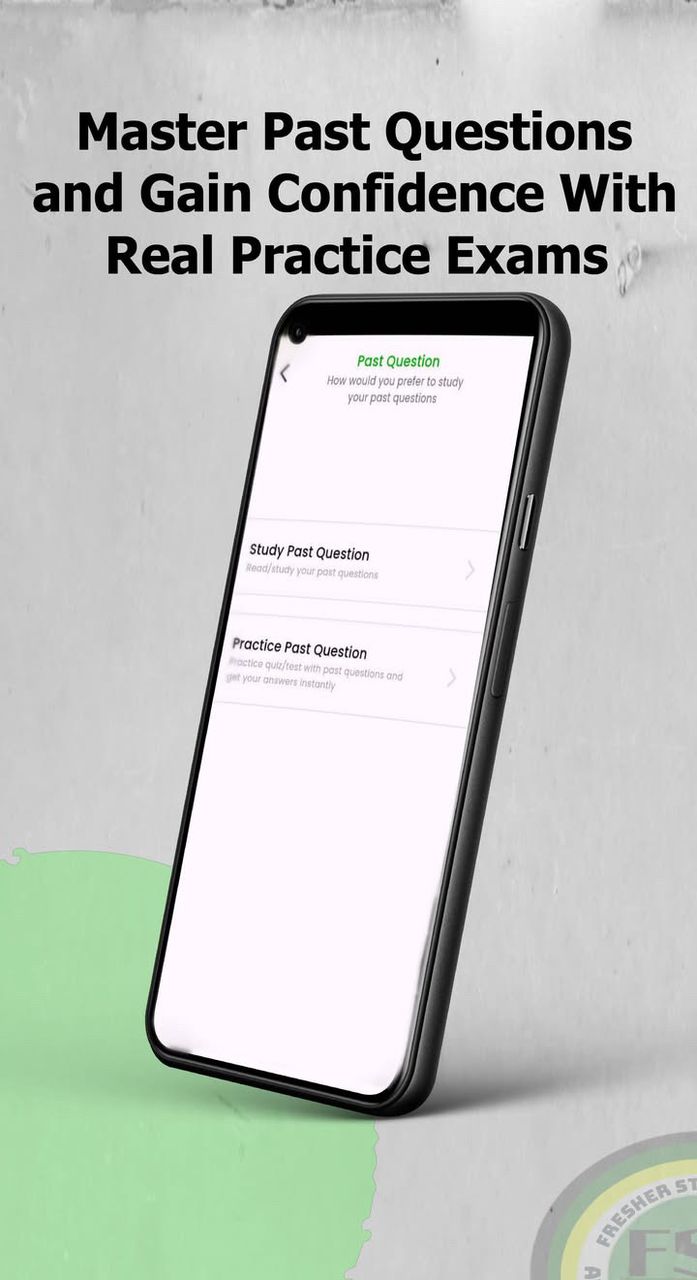 Master Past Questions
and Gain Confidence With
Real Practice Exams
Past Question
How would you prefer to study
your past questions
Study Past Question
Read/study your past questions
Practice Past Question
Practice quiz/test with past questions and
get your answers instantly
FRESHER ST
FS
A